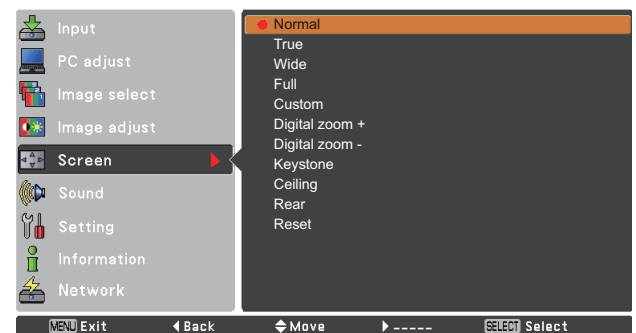 Input
PC adjust
Image select
Image adjust
Screen
Sound
Setting
Information
Network
Normal
True
Wide
Full
Custom
Digital zoom +
Digital zoom -
Keystone
Ceiling
Rear
Reset
MENU Exit ◀ Back Move ▶ ----- SELECT Select